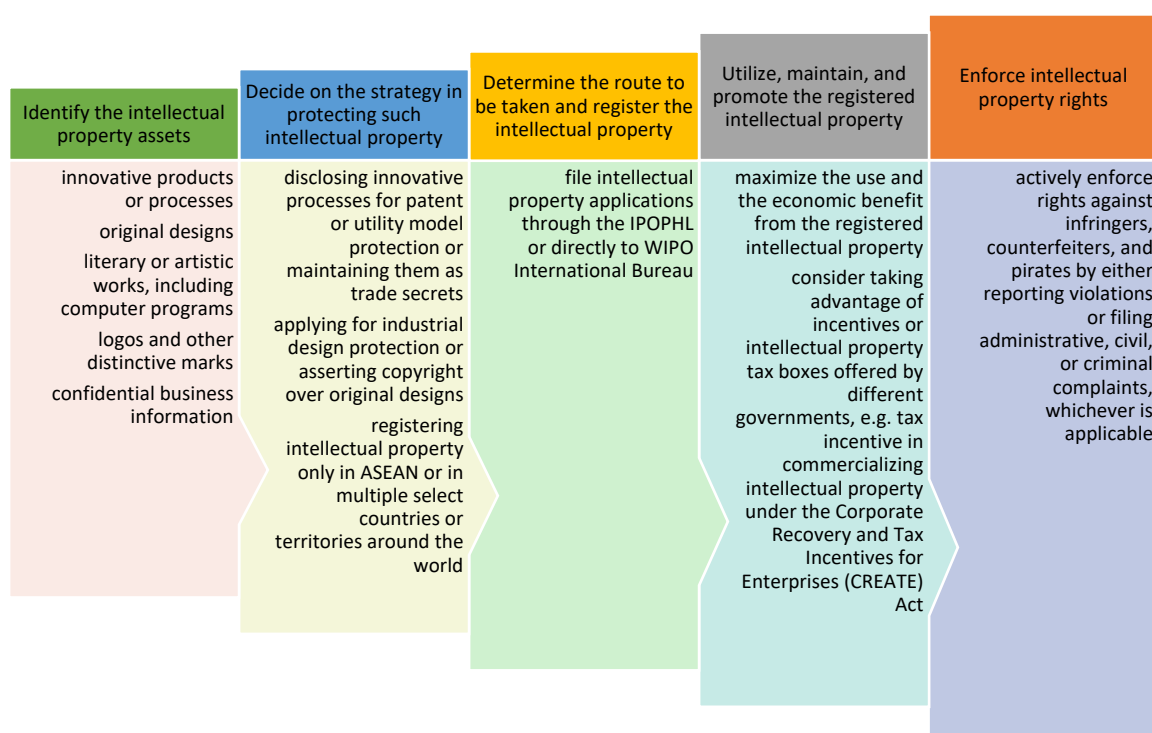 Identify the intellectual
property assets
innovative products
or processes
original designs
literary or artistic
works, including
computer programs
logos and other
distinctive marks
confidential business
information
Decide on the strategy in
protecting such
intellectual property
disclosing innovative
processes for patent
or utility model
protection or
maintaining them as
trade secrets
applying for industrial
design protection or
asserting copyright
over original designs
registering
intellectual property
only in ASEAN or in
multiple select
countries or
territories around the
world
Determine the route to
be taken and register the
intellectual property
file intellectual
property applications
through the IPOPHL
or directly to WIPO
International Bureau
Utilize, maintain, and
promote the registered
intellectual property
maximize the use and
the economic benefit
from the registered
intellectual property
consider taking
advantage of
incentives or
intellectual property
tax boxes offered by
different
governments, e.g. tax
incentive in
commercializing
intellectual property
under the Corporate
Recovery and Tax
Incentives for
Enterprises (CREATE)
Act
Enforce intellectual
property rights
actively enforce
rights against
infringers,
counterfeiters, and
pirates by either
reporting violations
or filing
administrative, civil,
or criminal
complaints,
whichever is
applicable